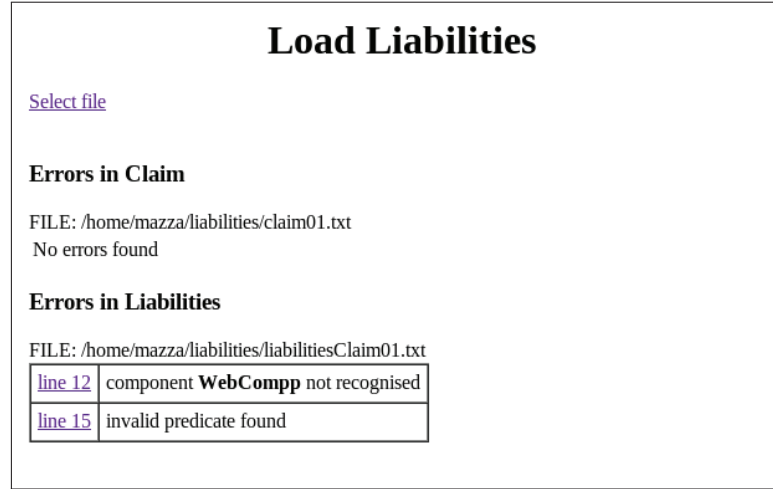 Load Liabilities
Select file
Errors in Claim
FILE: /home/mazza/liabilities/claim01.txt
No errors found
Errors in Liabilities
FILE: /home/mazza/liabilities/liabilitiesClaim01.txt
line 12 component WebCompp not recognised
line 15 invalid predicate found